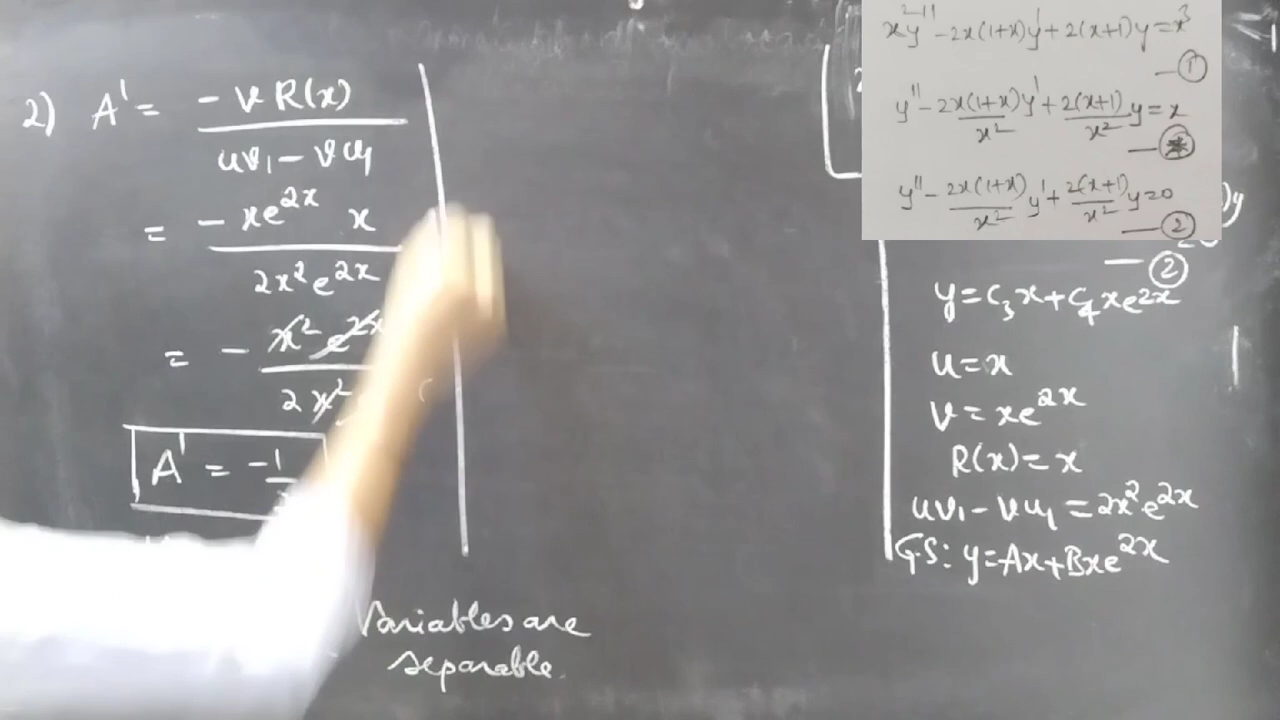 2) A' = - v R(x) / uv₁ - vu₁
= - xe^2x x / 2x²e^2x
= - x² e^2x / 2x²
A' = -1
Variables are
separable.
x²y'' - 2x(1+x)y' + 2(x+1)y = x³
— ①
y'' - 2x(1+x)/x² y' + 2(x+1)/x² y = x
y'' - 2x(1+x)/x² y' + 2(x+1)/x² y = 0
— ②
— ②
y = c₃x + c₄xe^2x
u = x
v = xe^2x
R(x) = x
uv₁ - vu₁ = 2x²e^2x
G.S: y = Ax + Bxe^2x